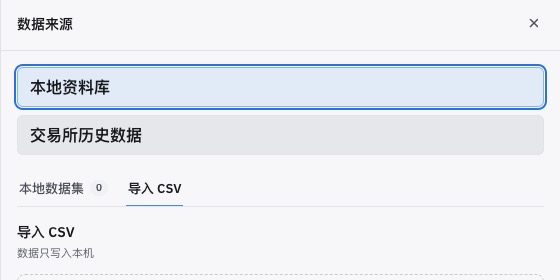 数据来源
本地资料库
交易所历史数据
本地数据集 0 导入 CSV
导入 CSV
数据只写入本机